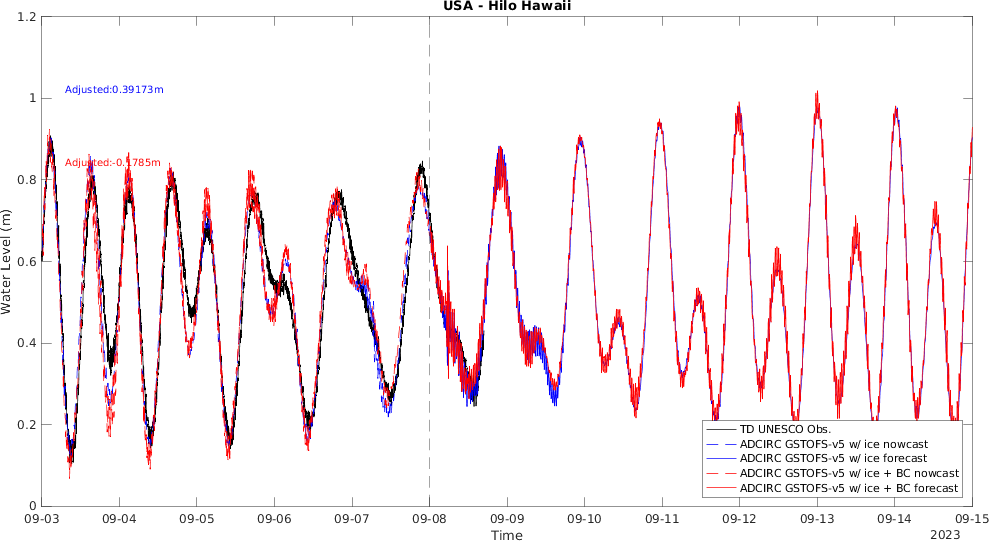 USA - Hilo Hawaii
1.2
1
0.8
0.6
0.4
0.2
0
Water Level (m)
Adjusted:0.39173m
Adjusted:-0.1785m
TD UNESCO Obs.
ADCIRC GSTOFS-v5 w/ ice nowcast
ADCIRC GSTOFS-v5 w/ ice forecast
ADCIRC GSTOFS-v5 w/ ice + BC nowcast
ADCIRC GSTOFS-v5 w/ ice + BC forecast
09-03 09-04 09-05 09-06 09-07 09-08 09-09 09-10 09-11 09-12 09-13 09-14 09-15
Time
2023